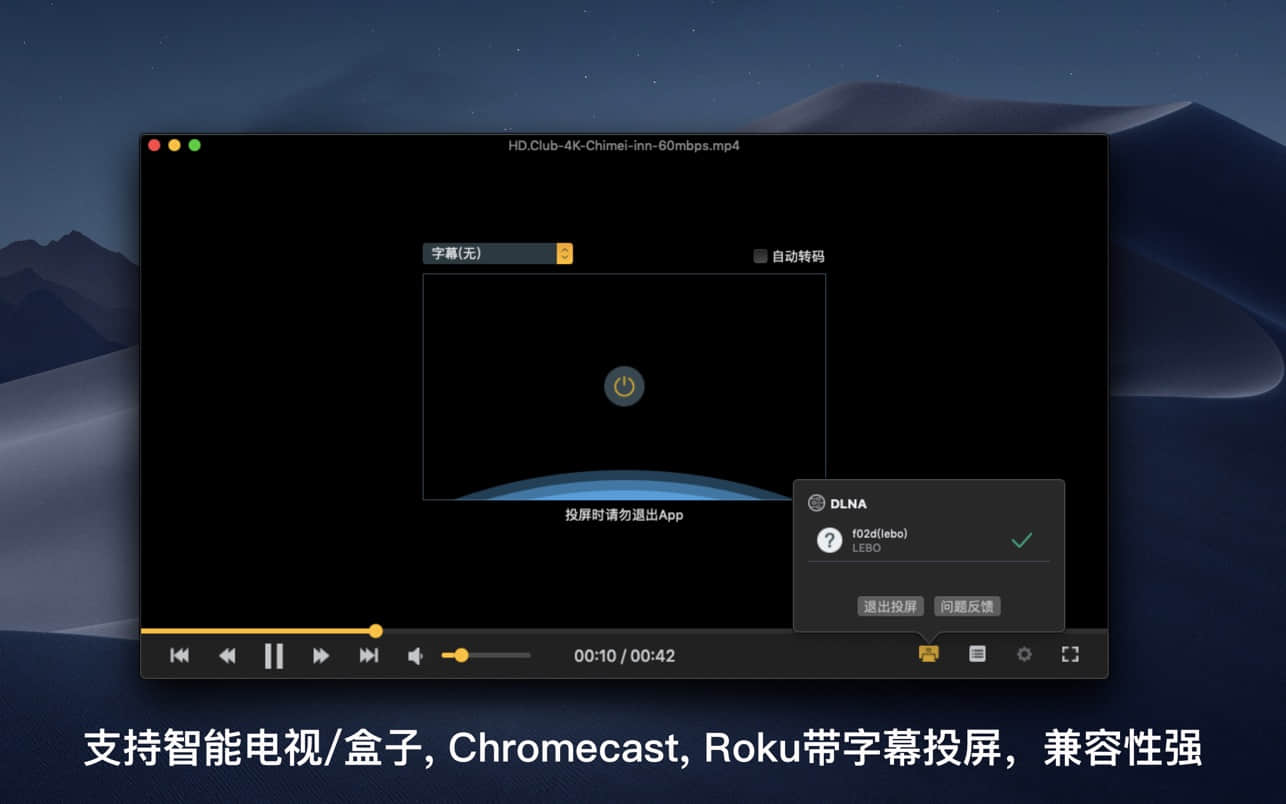 HD.Club-4K-Chimei-inn-60mbps.mp4
字幕(无)
自动转码
投屏时请勿退出App
DLNA
?
f02d(lebo)
LEBO
退出投屏 问题反馈
00:10 / 00:42
支持智能电视/盒子, Chromecast, Roku带字幕投屏，兼容性强